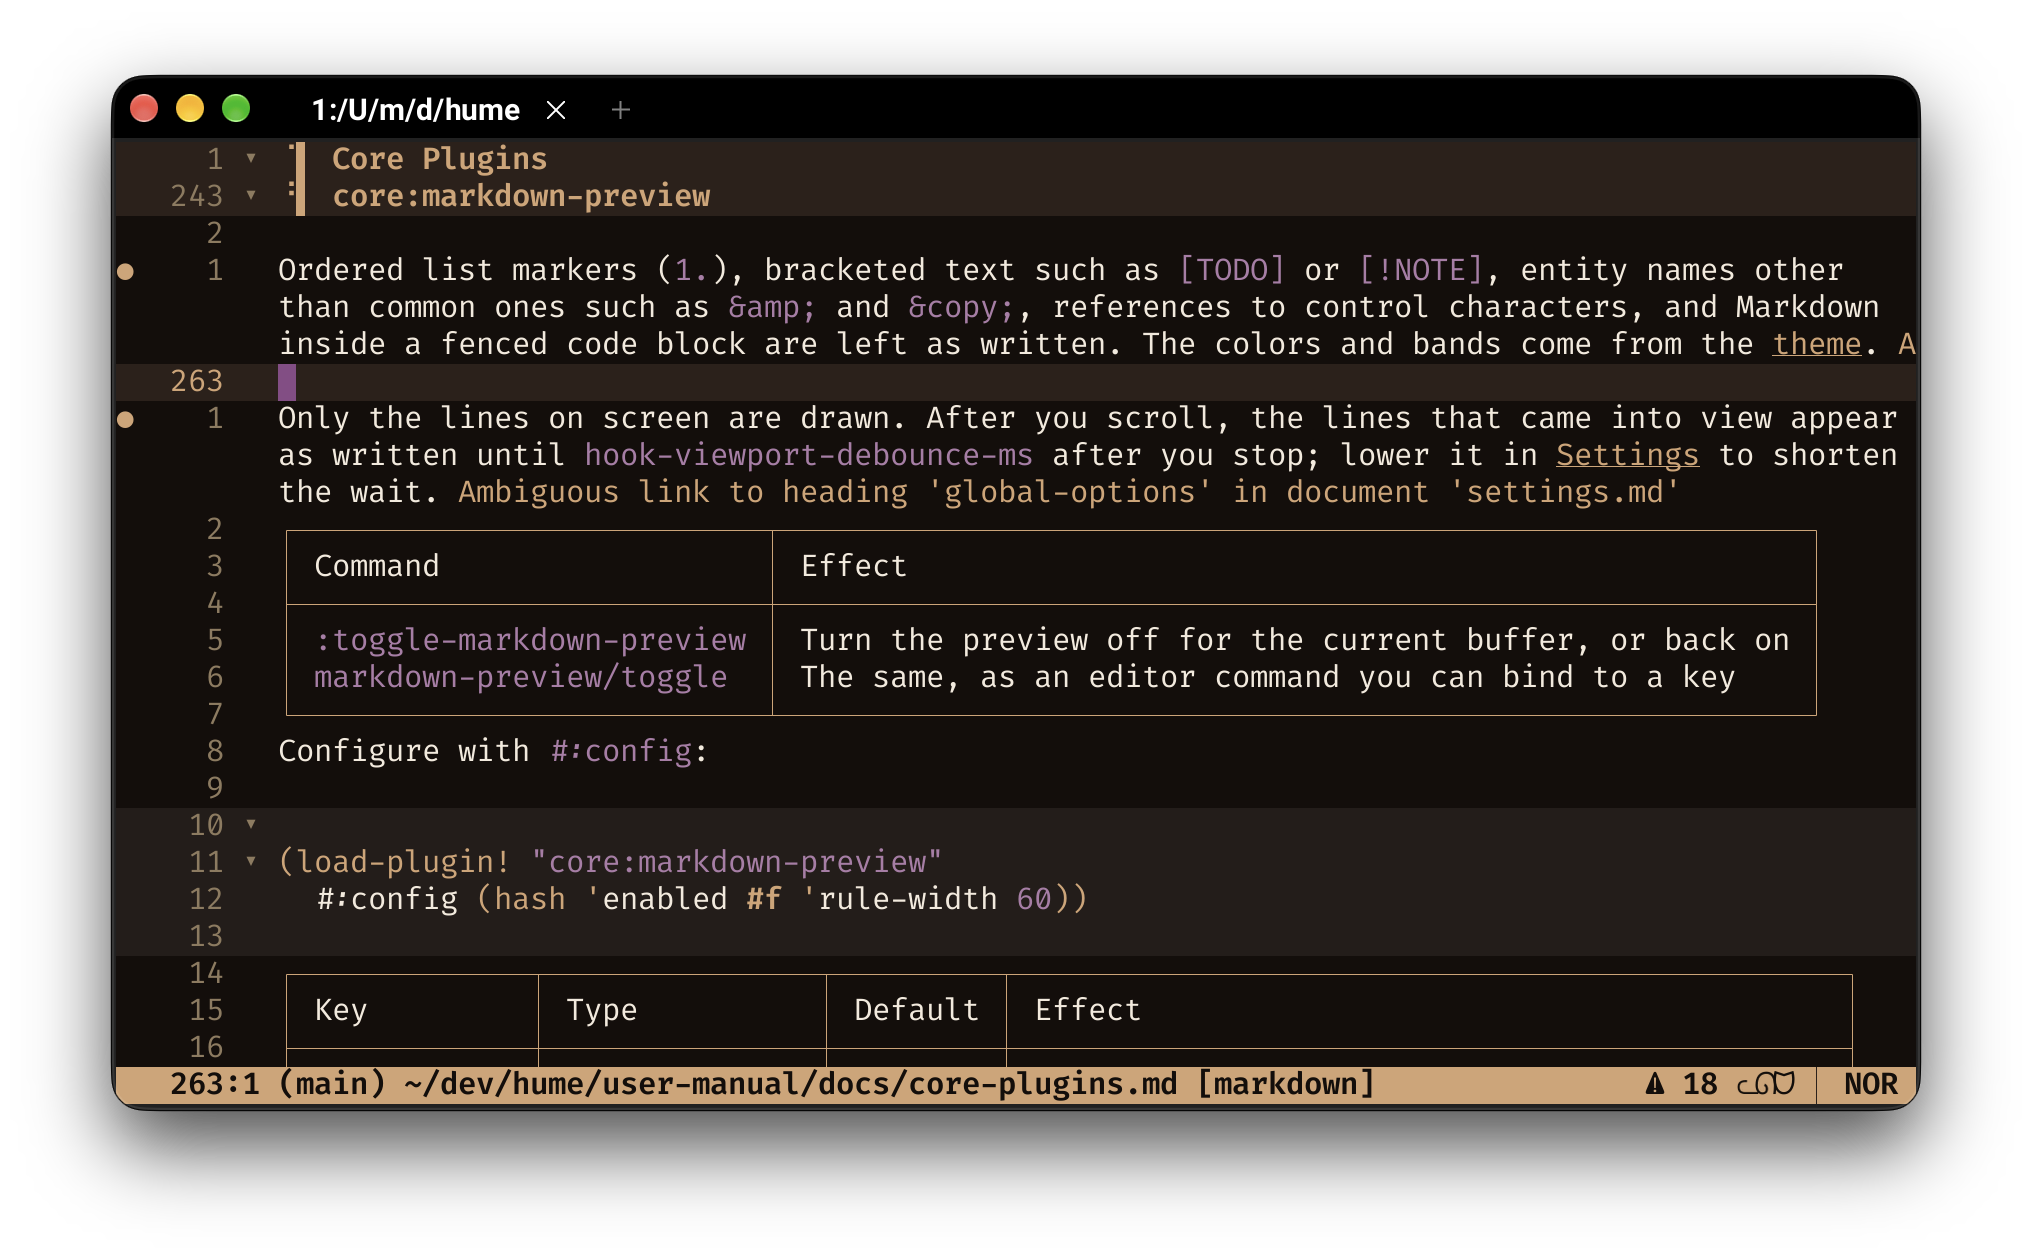 1:/U/m/d/hume × +
1 ▾ Core Plugins
243 ▾ core:markdown-preview
2
● 1 Ordered list markers (1.), bracketed text such as [TODO] or [!NOTE], entity names other
than common ones such as &amp; and &copy;, references to control characters, and Markdown
inside a fenced code block are left as written. The colors and bands come from the theme. A
263
● 1 Only the lines on screen are drawn. After you scroll, the lines that came into view appear
as written until hook-viewport-debounce-ms after you stop; lower it in Settings to shorten
the wait. Ambiguous link to heading 'global-options' in document 'settings.md'
2
3 Command Effect
4
5 :toggle-markdown-preview Turn the preview off for the current buffer, or back on
6 markdown-preview/toggle The same, as an editor command you can bind to a key
7
8 Configure with #:config:
9
10 ▾
11 ▾ (load-plugin! "core:markdown-preview"
12 #:config (hash 'enabled #f 'rule-width 60))
13
14
15 Key Type Default Effect
16
263:1 (main) ~/dev/hume/user-manual/docs/core-plugins.md [markdown] ▲ 18 NOR